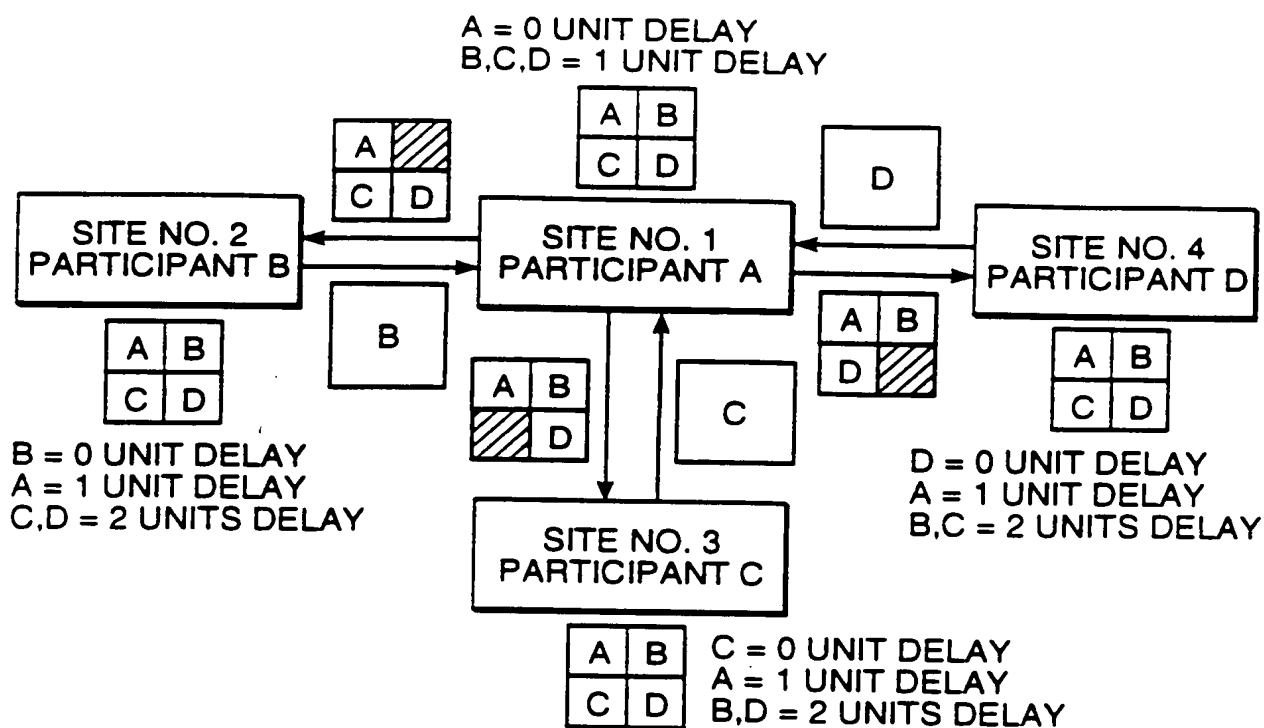 A = 0 UNIT DELAY
B,C,D = 1 UNIT DELAY
A B
C D
A
C D
D
SITE NO. 2
PARTICIPANT B
SITE NO. 1
PARTICIPANT A
SITE NO. 4
PARTICIPANT D
A B
C D
B
A B
D
C
A B
D
A B
C D
B = 0 UNIT DELAY
A = 1 UNIT DELAY
C,D = 2 UNITS DELAY
D = 0 UNIT DELAY
A = 1 UNIT DELAY
B,C = 2 UNITS DELAY
SITE NO. 3
PARTICIPANT C
A B
C D
C = 0 UNIT DELAY
A = 1 UNIT DELAY
B,D = 2 UNITS DELAY